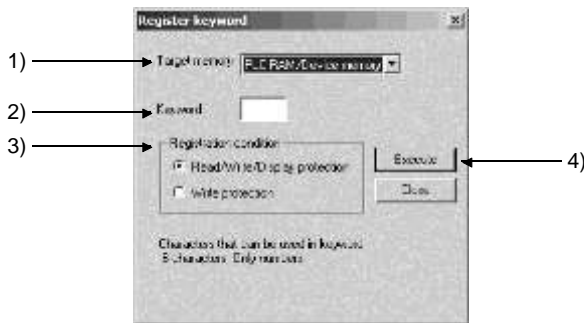 Register keyword
1) Target memory PLC RAM/Device memory
2) Keyword
3) Registration condition
Read/Write/Display protection
Write protection
Execute 4)
Close
Characters that can be used in keyword
characters Only numbers